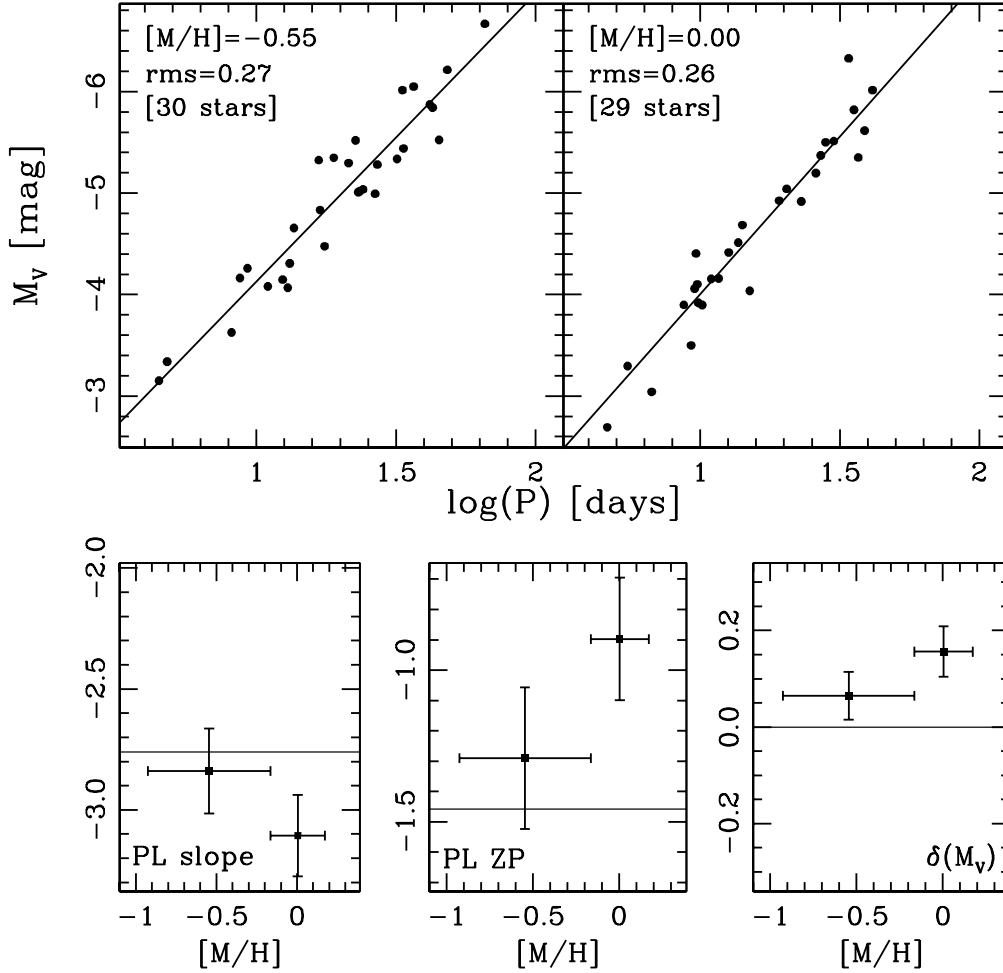 [M/H]=−0.55
rms=0.27
[30 stars]
[M/H]=0.00
rms=0.26
[29 stars]
M_V [mag]
-6
-5
-4
-3
1 1.5 2 1 1.5 2
log(P) [days]
-2.0
-2.5
-3.0
PL slope
−1 −0.5 0
[M/H]
-1.0
-1.5
PL ZP
−1 −0.5 0
[M/H]
0.2
0.0
-0.2
δ(M_V)
−1 −0.5 0
[M/H]